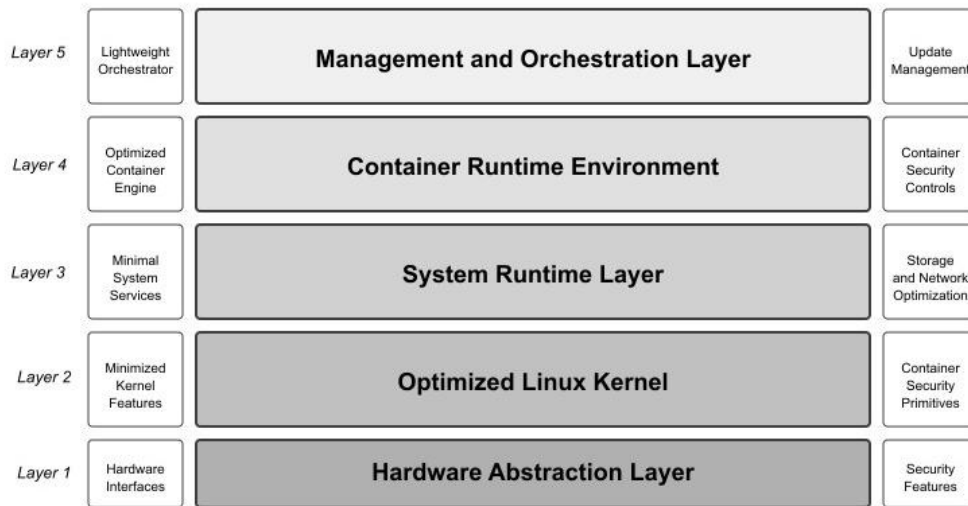 Layer 5
Lightweight
Orchestrator
Management and Orchestration Layer
Update
Management
Layer 4
Optimized
Container
Engine
Container Runtime Environment
Container
Security
Controls
Layer 3
Minimal
System
Services
System Runtime Layer
Storage
and Network
Optimization
Layer 2
Minimized
Kernel
Features
Optimized Linux Kernel
Container
Security
Primitives
Layer 1
Hardware
Interfaces
Hardware Abstraction Layer
Security
Features